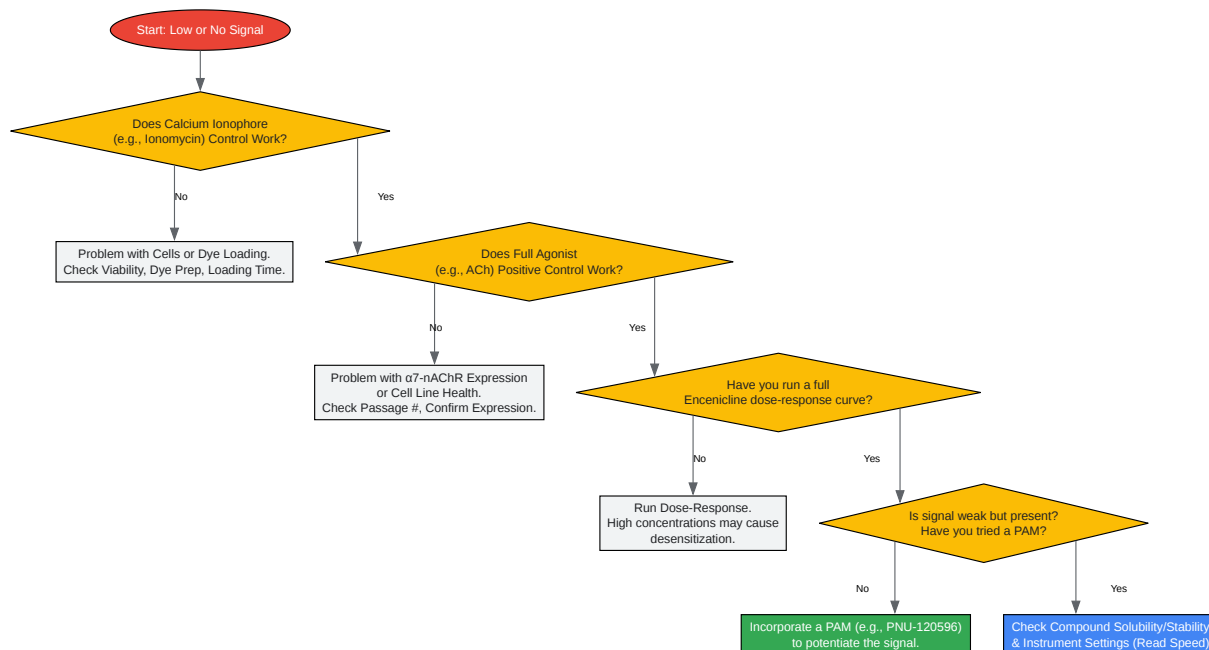 Start: Low or No Signal
Does Calcium Ionophore
(e.g., Ionomycin) Control Work?
No
Yes
Problem with Cells or Dye Loading.
Check Viability, Dye Prep, Loading Time.
Does Full Agonist
(e.g., ACh) Positive Control Work?
No
Yes
Problem with α7-nAChR Expression
or Cell Line Health.
Check Passage #, Confirm Expression.
Have you run a full
Encenicline dose-response curve?
No
Yes
Run Dose-Response.
High concentrations may cause
desensitization.
Is signal weak but present?
Have you tried a PAM?
No
Yes
Incorporate a PAM (e.g., PNU-120596)
to potentiate the signal.
Check Compound Solubility/Stability
& Instrument Settings (Read Speed)